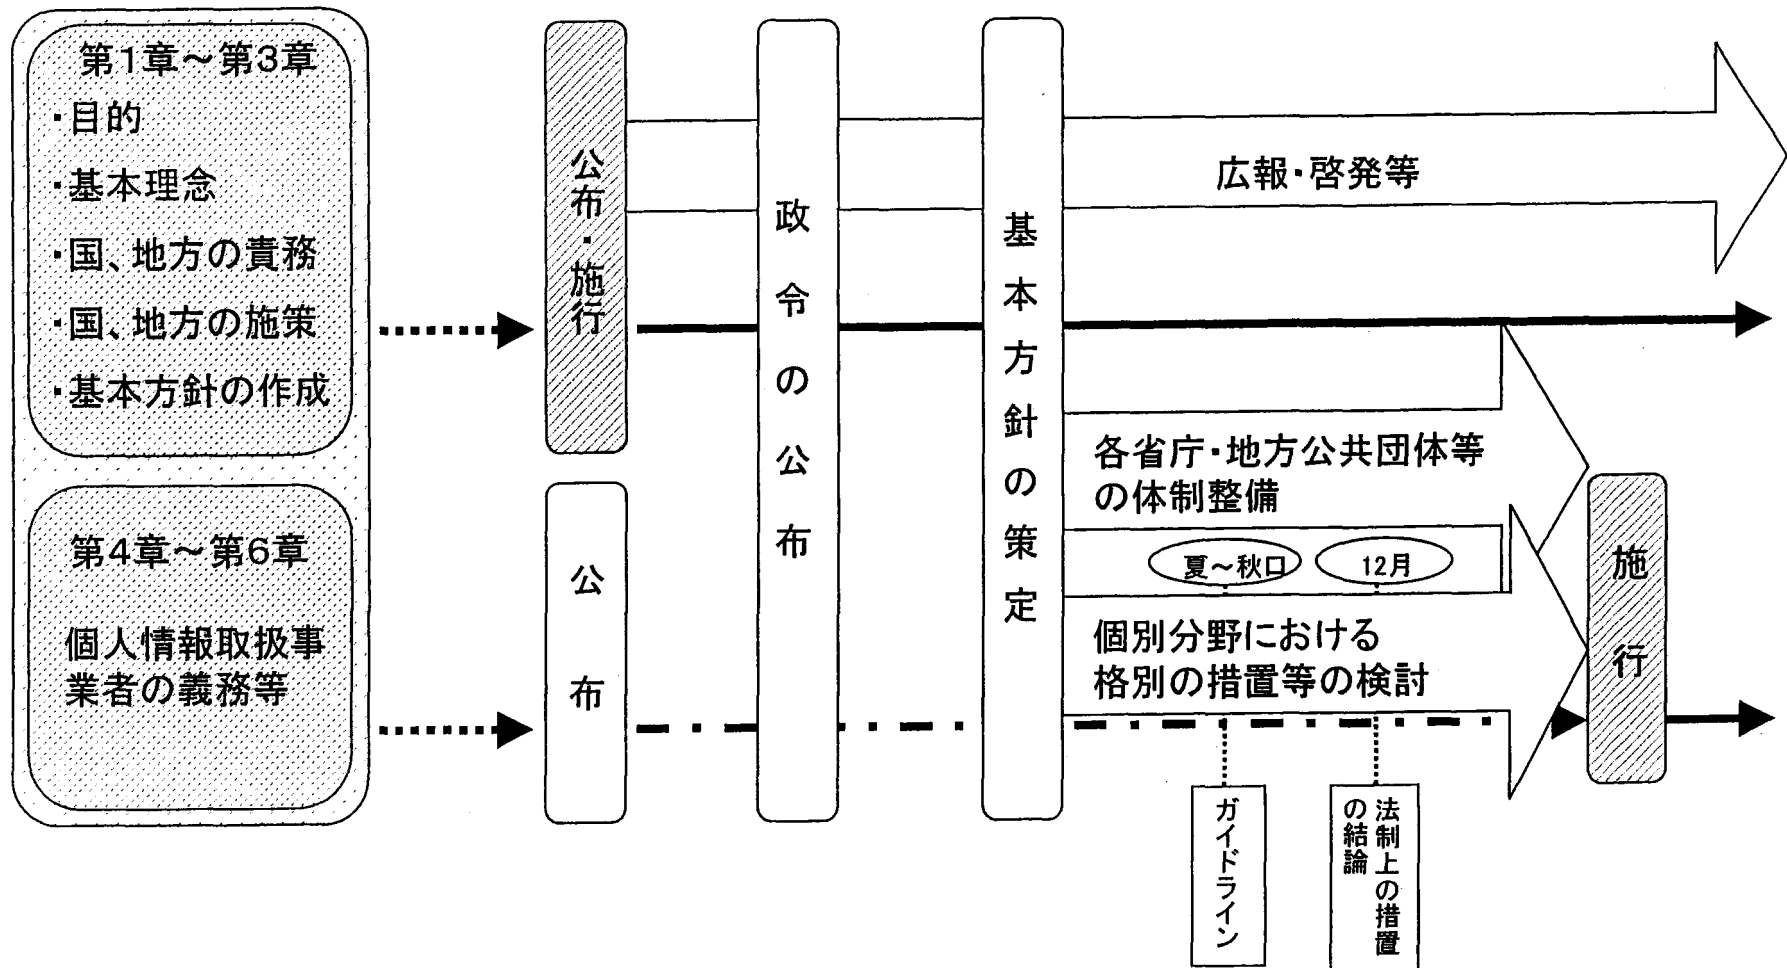 第1章～第3章
・目的
・基本理念
・国、地方の責務
・国、地方の施策
・基本方針の作成
第4章～第6章
個人情報取扱事
業者の義務等
公布・施行
公布
政令の公布
基本方針の策定
広報・啓発等
各省庁・地方公共団体等
の体制整備
夏～秋口
12月
個別分野における
格別の措置等の検討
施行
ガイドライン
法制上の措置
の結論